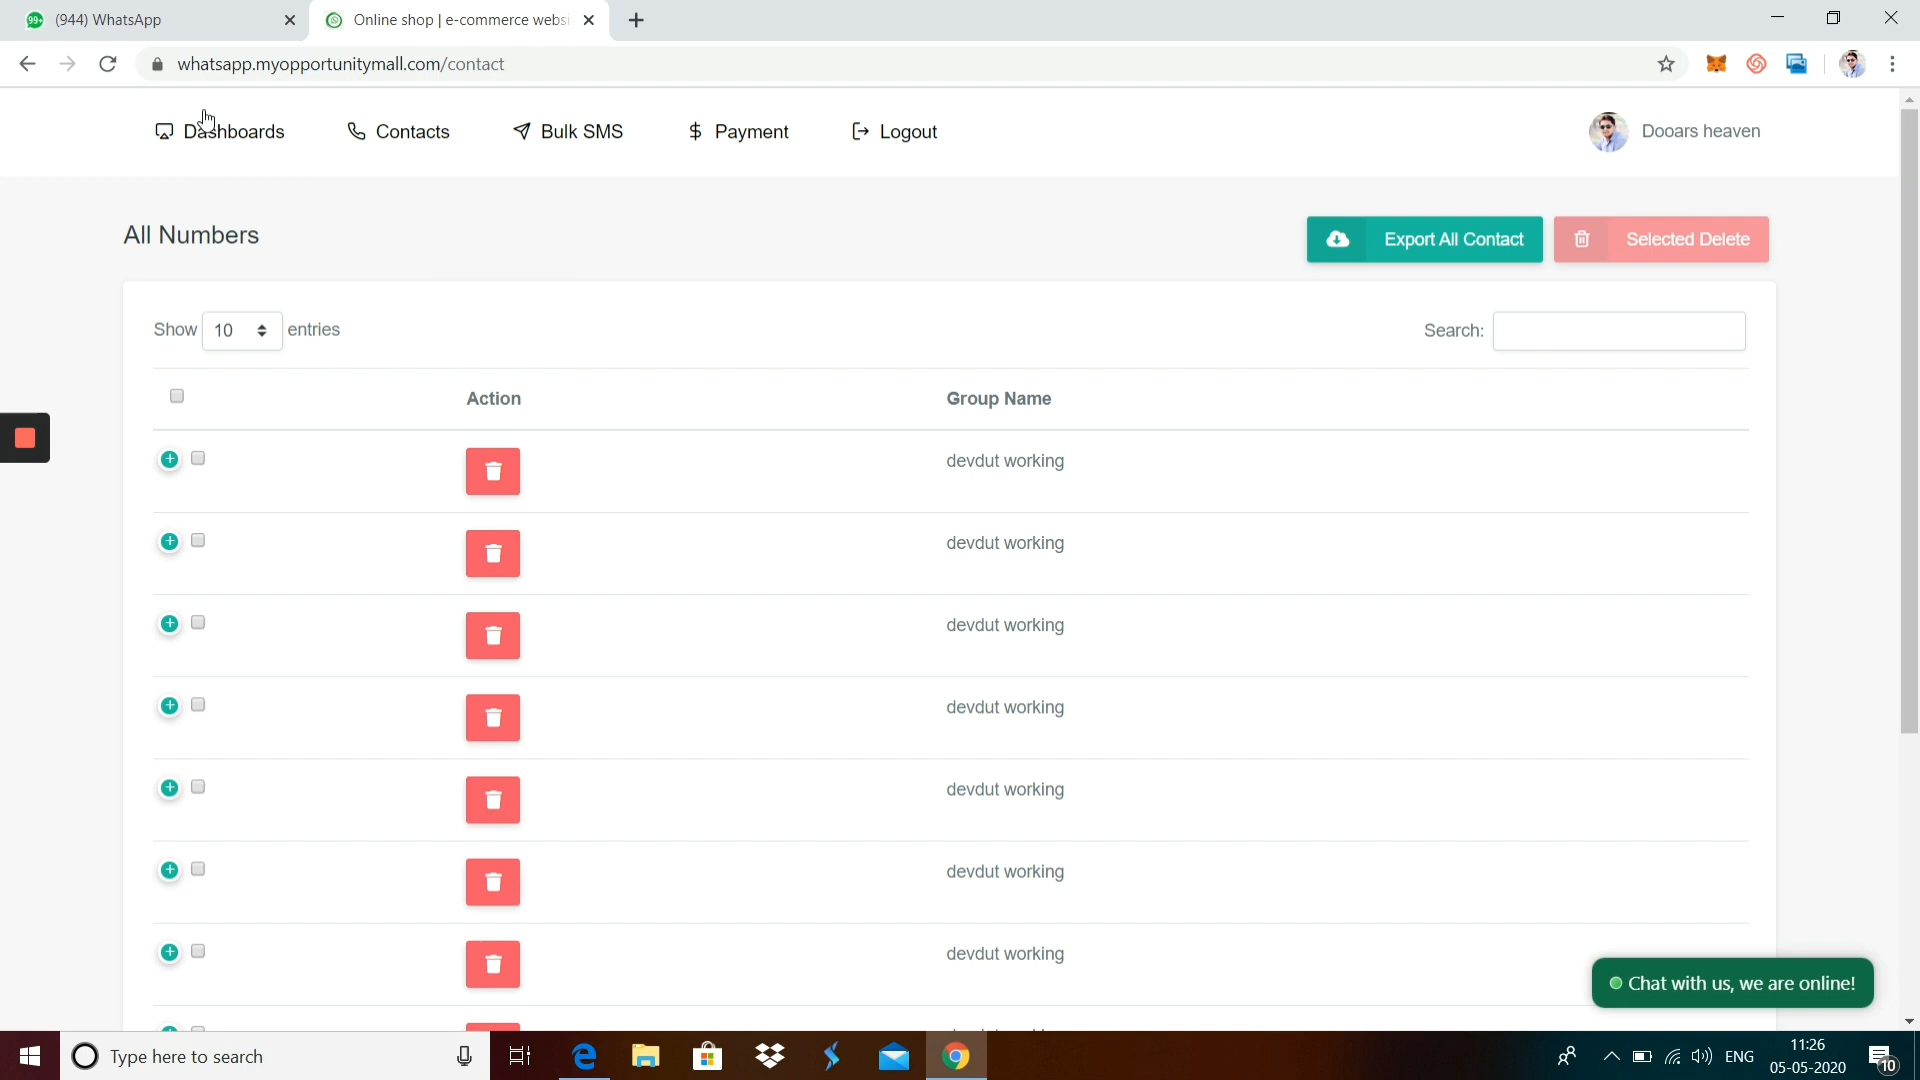 99+ (944) WhatsApp
Online shop | e-commerce websi
whatsapp.myopportunitymall.com/contact
Dashboards Contacts Bulk SMS Payment Logout Dooars heaven
All Numbers
Export All Contact Selected Delete
Show 10 entries Search:
Action Group Name
devdut working
devdut working
devdut working
devdut working
devdut working
devdut working
devdut working
Chat with us, we are online!
Type here to search
ENG
11:26
05-05-2020
10